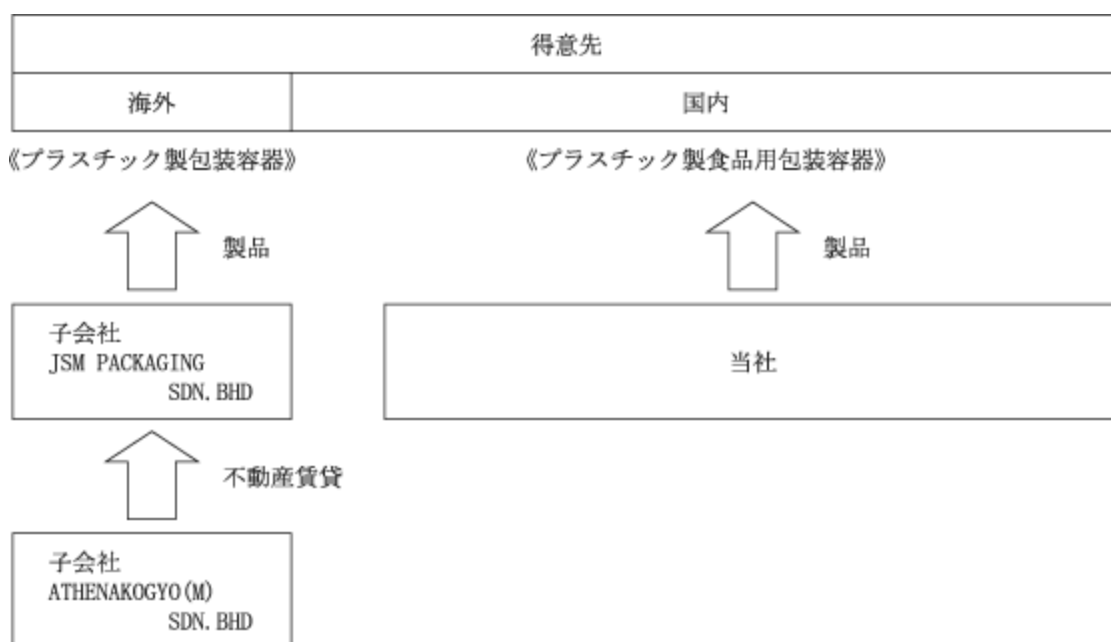 得意先
海外
国内
《プラスチック製包装容器》
《プラスチック製食品用包装容器》
製品
製品
子会社
JSM PACKAGING
SDN.BHD
当社
不動産賃貸
子会社
ATHENAKOGYO(M)
SDN.BHD